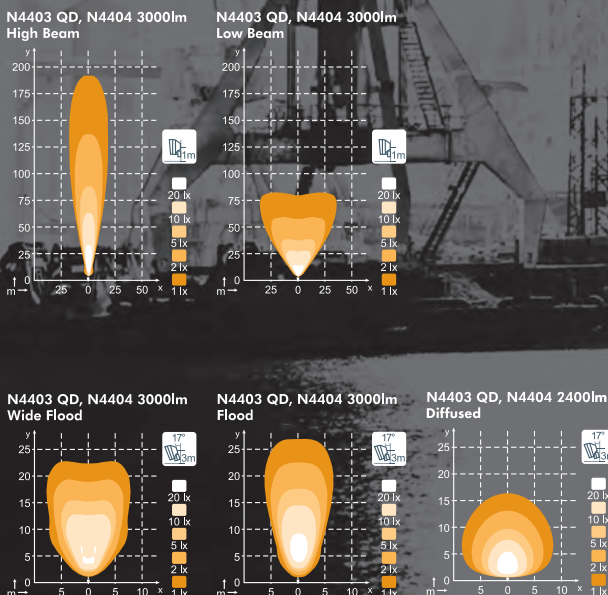 N4403 QD, N4404 3000lm
High Beam
y
200
175
150
125
100
75
50
25
0
m
25 0 25 50 x
1m
20 lx
10 lx
5 lx
2 lx
1 lx
N4403 QD, N4404 3000lm
Low Beam
y
200
175
150
125
100
75
50
25
0
m
25 0 25 50 x
1m
20 lx
10 lx
5 lx
2 lx
1 lx
N4403 QD, N4404 3000lm
Wide Flood
y
25
20
15
10
5
0
m
5 0 5 10 x
17°
3m
20 lx
10 lx
5 lx
2 lx
1 lx
N4403 QD, N4404 3000lm
Flood
y
25
20
15
10
5
0
m
5 0 5 10 x
17°
3m
20 lx
10 lx
5 lx
2 lx
1 lx
N4403 QD, N4404 2400lm
Diffused
y
25
20
15
10
5
0
m
5 0 5 10 x
17°
3m
20 lx
10 lx
5 lx
2 lx
1 lx